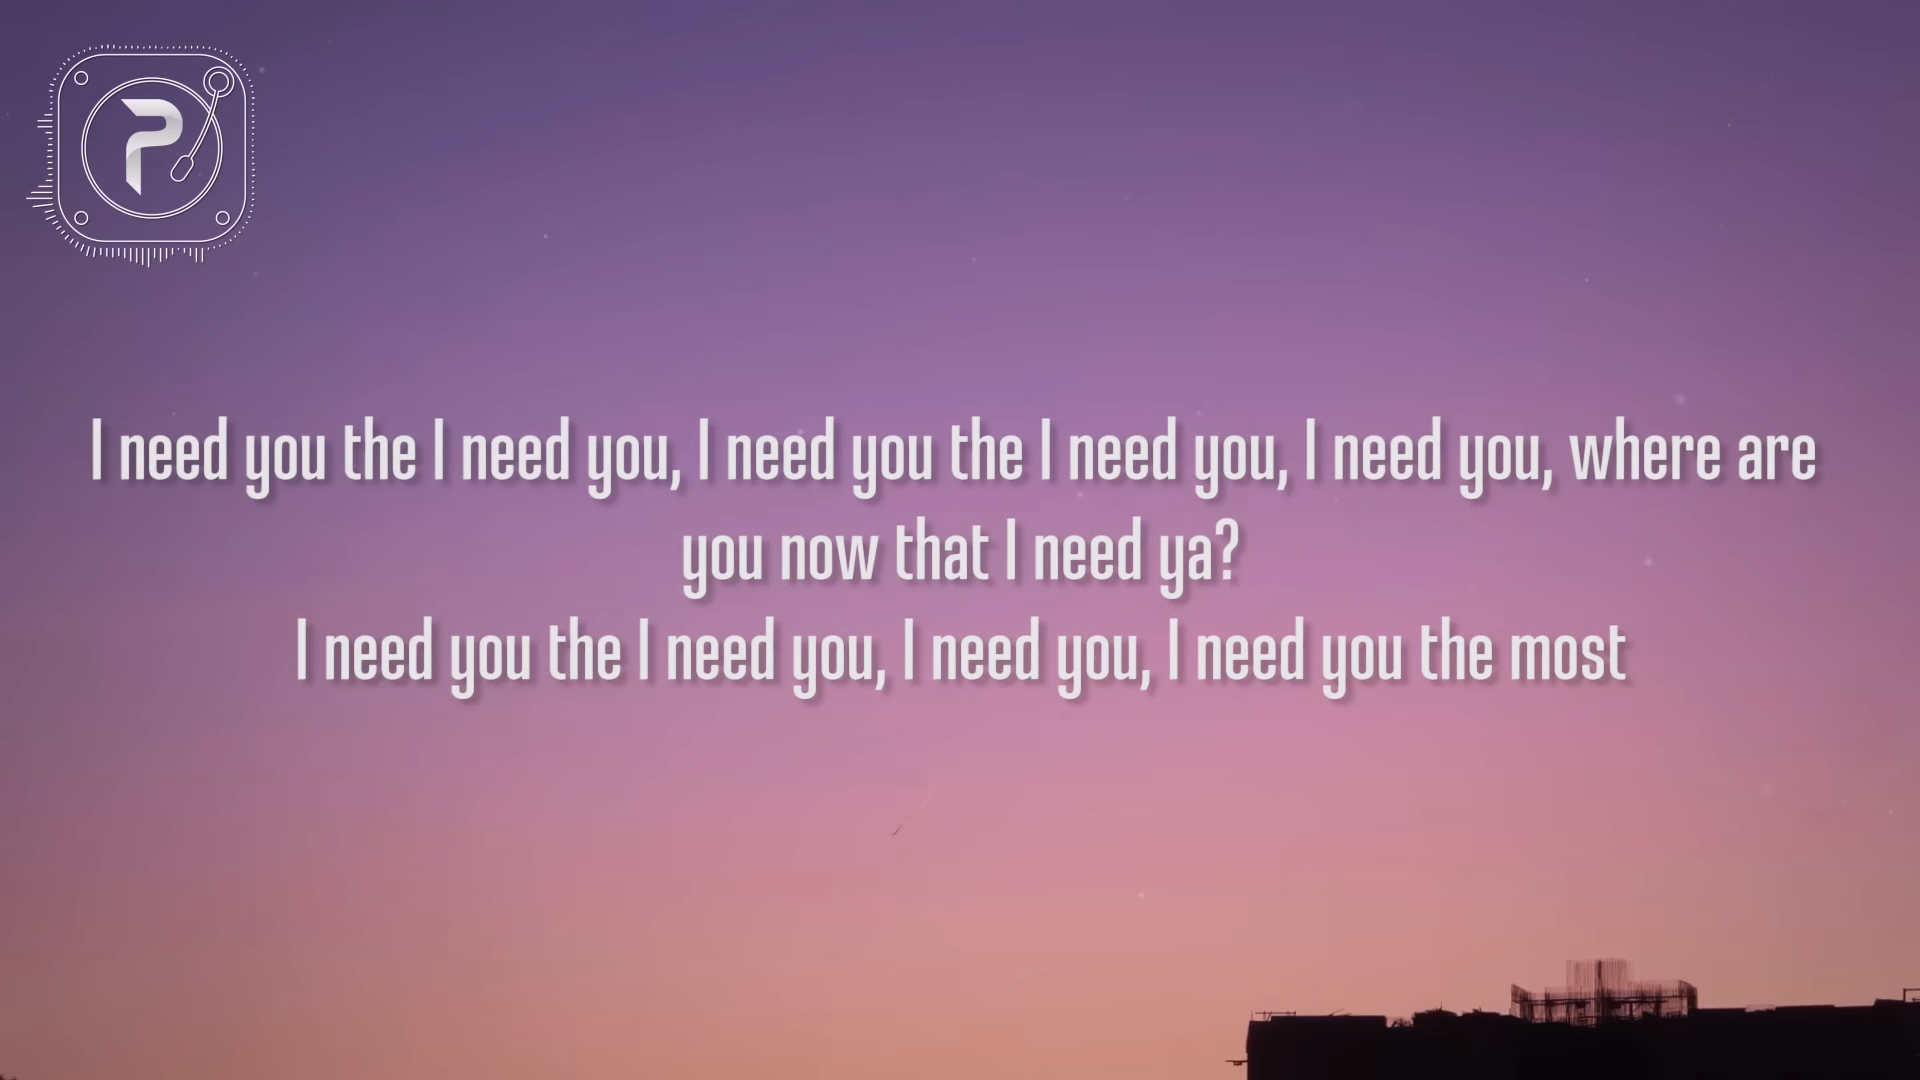 P
I need you the I need you, I need you the I need you, I need you, where are
you now that I need ya?
I need you the I need you, I need you, I need you the most